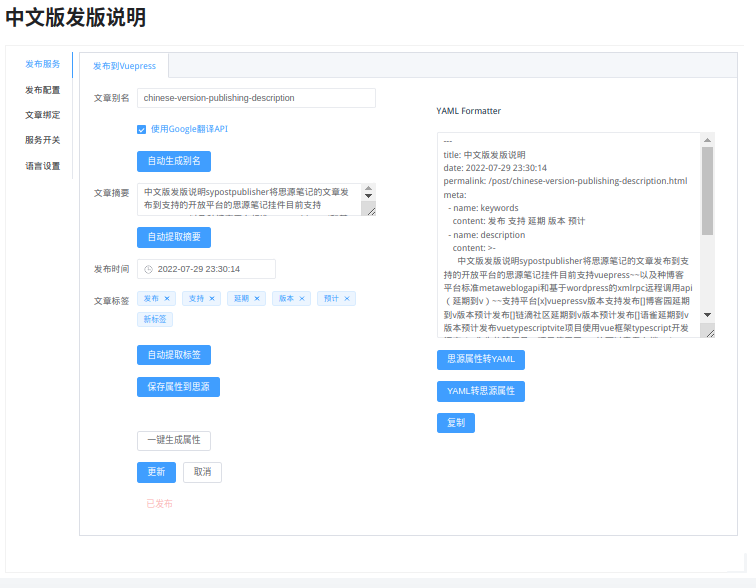 中文版发版说明
发布服务
发布配置
文章绑定
服务开关
语言设置
发布到Vuepress
文章别名
chinese-version-publishing-description
使用Google翻译API
自动生成别名
文章摘要
中文版发版说明sypostpublisher将思源笔记的文章发
布到支持的开放平台的思源笔记挂件目前支持
自动提取摘要
发布时间
2022-07-29 23:30:14
文章标签
发布 ×
支持 ×
延期 ×
版本 ×
预计 ×
新标签
自动提取标签
保存属性到思源
一键生成属性
更新
取消
已发布
YAML Formatter
---
title: 中文版发版说明
date: 2022-07-29 23:30:14
permalink: /post/chinese-version-publishing-description.html
meta:
- name: keywords
content: 发布 支持 延期 版本 预计
- name: description
content: >-
中文版发版说明sypostpublisher将思源笔记的文章发布到支
持的开放平台的思源笔记挂件目前支持vuepress~~以及种博客
平台标准metaweblogapi和基于wordpress的xmlrpc远程调用api
（延期到v）~~支持平台[x]vuepressv版本支持发布[]博客园延期
到v版本预计发布[]链滴社区延期到v版本预计发布[]语雀延期到v
版本预计发布vuetypescriptvite项目使用vue框架typescript开发
思源属性转YAML
YAML转思源属性
复制